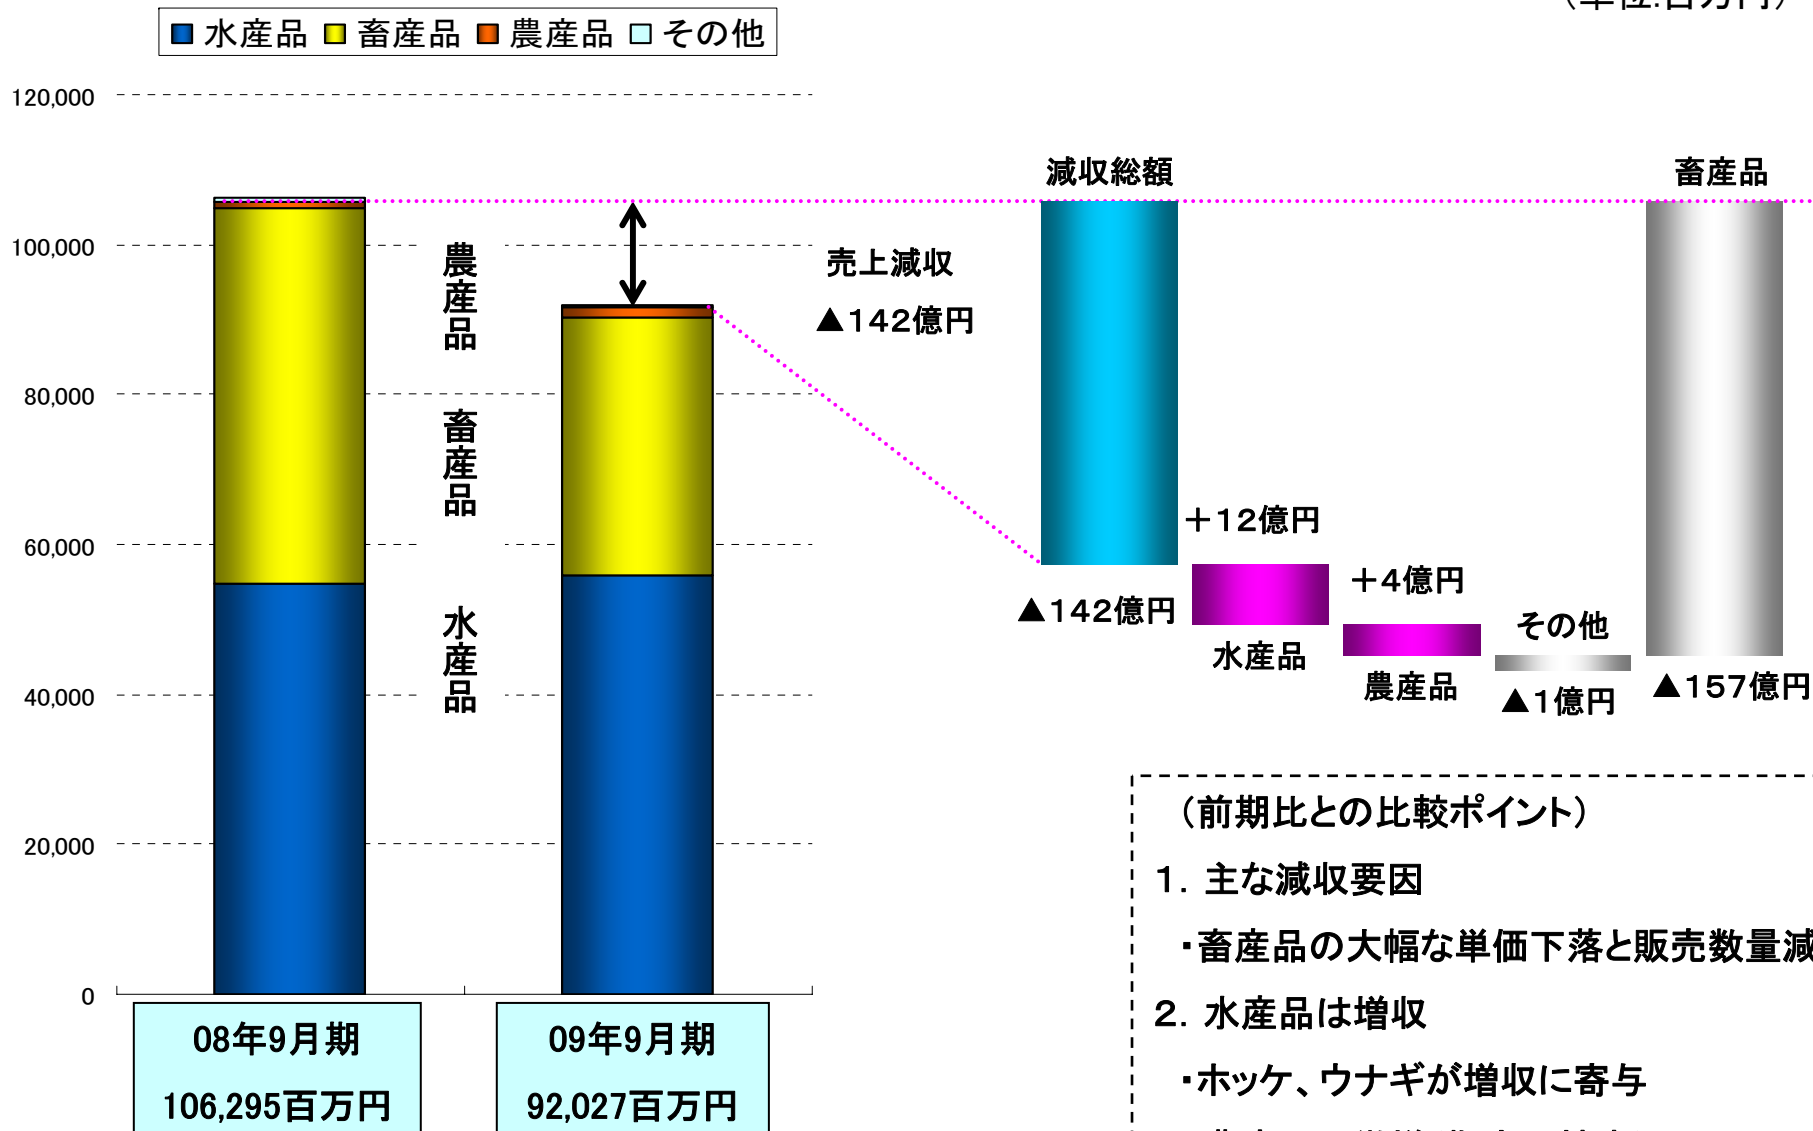 (単位:百万円)
水産品 畜産品 農産品 その他
120,000
100,000
80,000
60,000
40,000
20,000
0
農産品
畜産品
水産品
売上減収
▲142億円
減収総額
▲142億円
+12億円
水産品
+4億円
農産品
その他
▲1億円
畜産品
▲157億円
08年9月期
106,295百万円
09年9月期
92,027百万円
(前期比との比較ポイント)
1. 主な減収要因
・畜産品の大幅な単価下落と販売数量減
2. 水産品は増収
・ホッケ、ウナギが増収に寄与